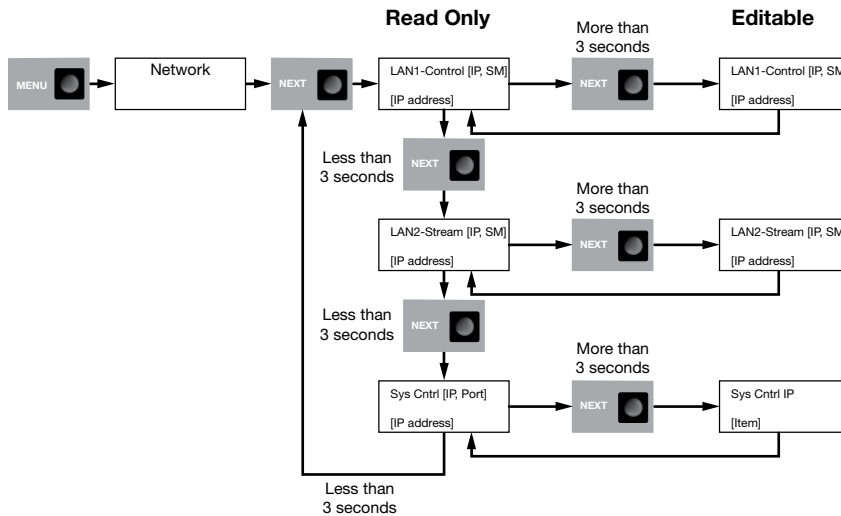 Read Only
Editable
More than
3 seconds
MENU
Network
NEXT
LAN1-Control [IP, SM]
[IP address]
NEXT
LAN1-Control [IP, SM
[IP address]
Less than
3 seconds
NEXT
More than
3 seconds
LAN2-Stream [IP, SM]
[IP address]
NEXT
LAN2-Stream [IP, SM
[IP address]
Less than
3 seconds
NEXT
More than
3 seconds
Sys Cntrl [IP, Port]
[IP address]
NEXT
Sys Cntrl IP
[Item]
Less than
3 seconds